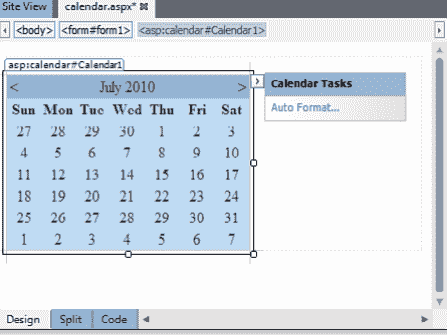 Site View calendar.aspx* ✖
<body> <form#form1> <asp:calendar#Calendar1>
asp:calendar#Calendar1
< July 2010 > > Calendar Tasks
Sun Mon Tue Wed Thu Fri Sat Auto Format...
27 28 29 30 1 2 3
4 5 6 7 8 9 10
11 12 13 14 15 16 17
18 19 20 21 22 23 24
25 26 27 28 29 30 31
1 2 3 4 5 6 7
Design Split Code